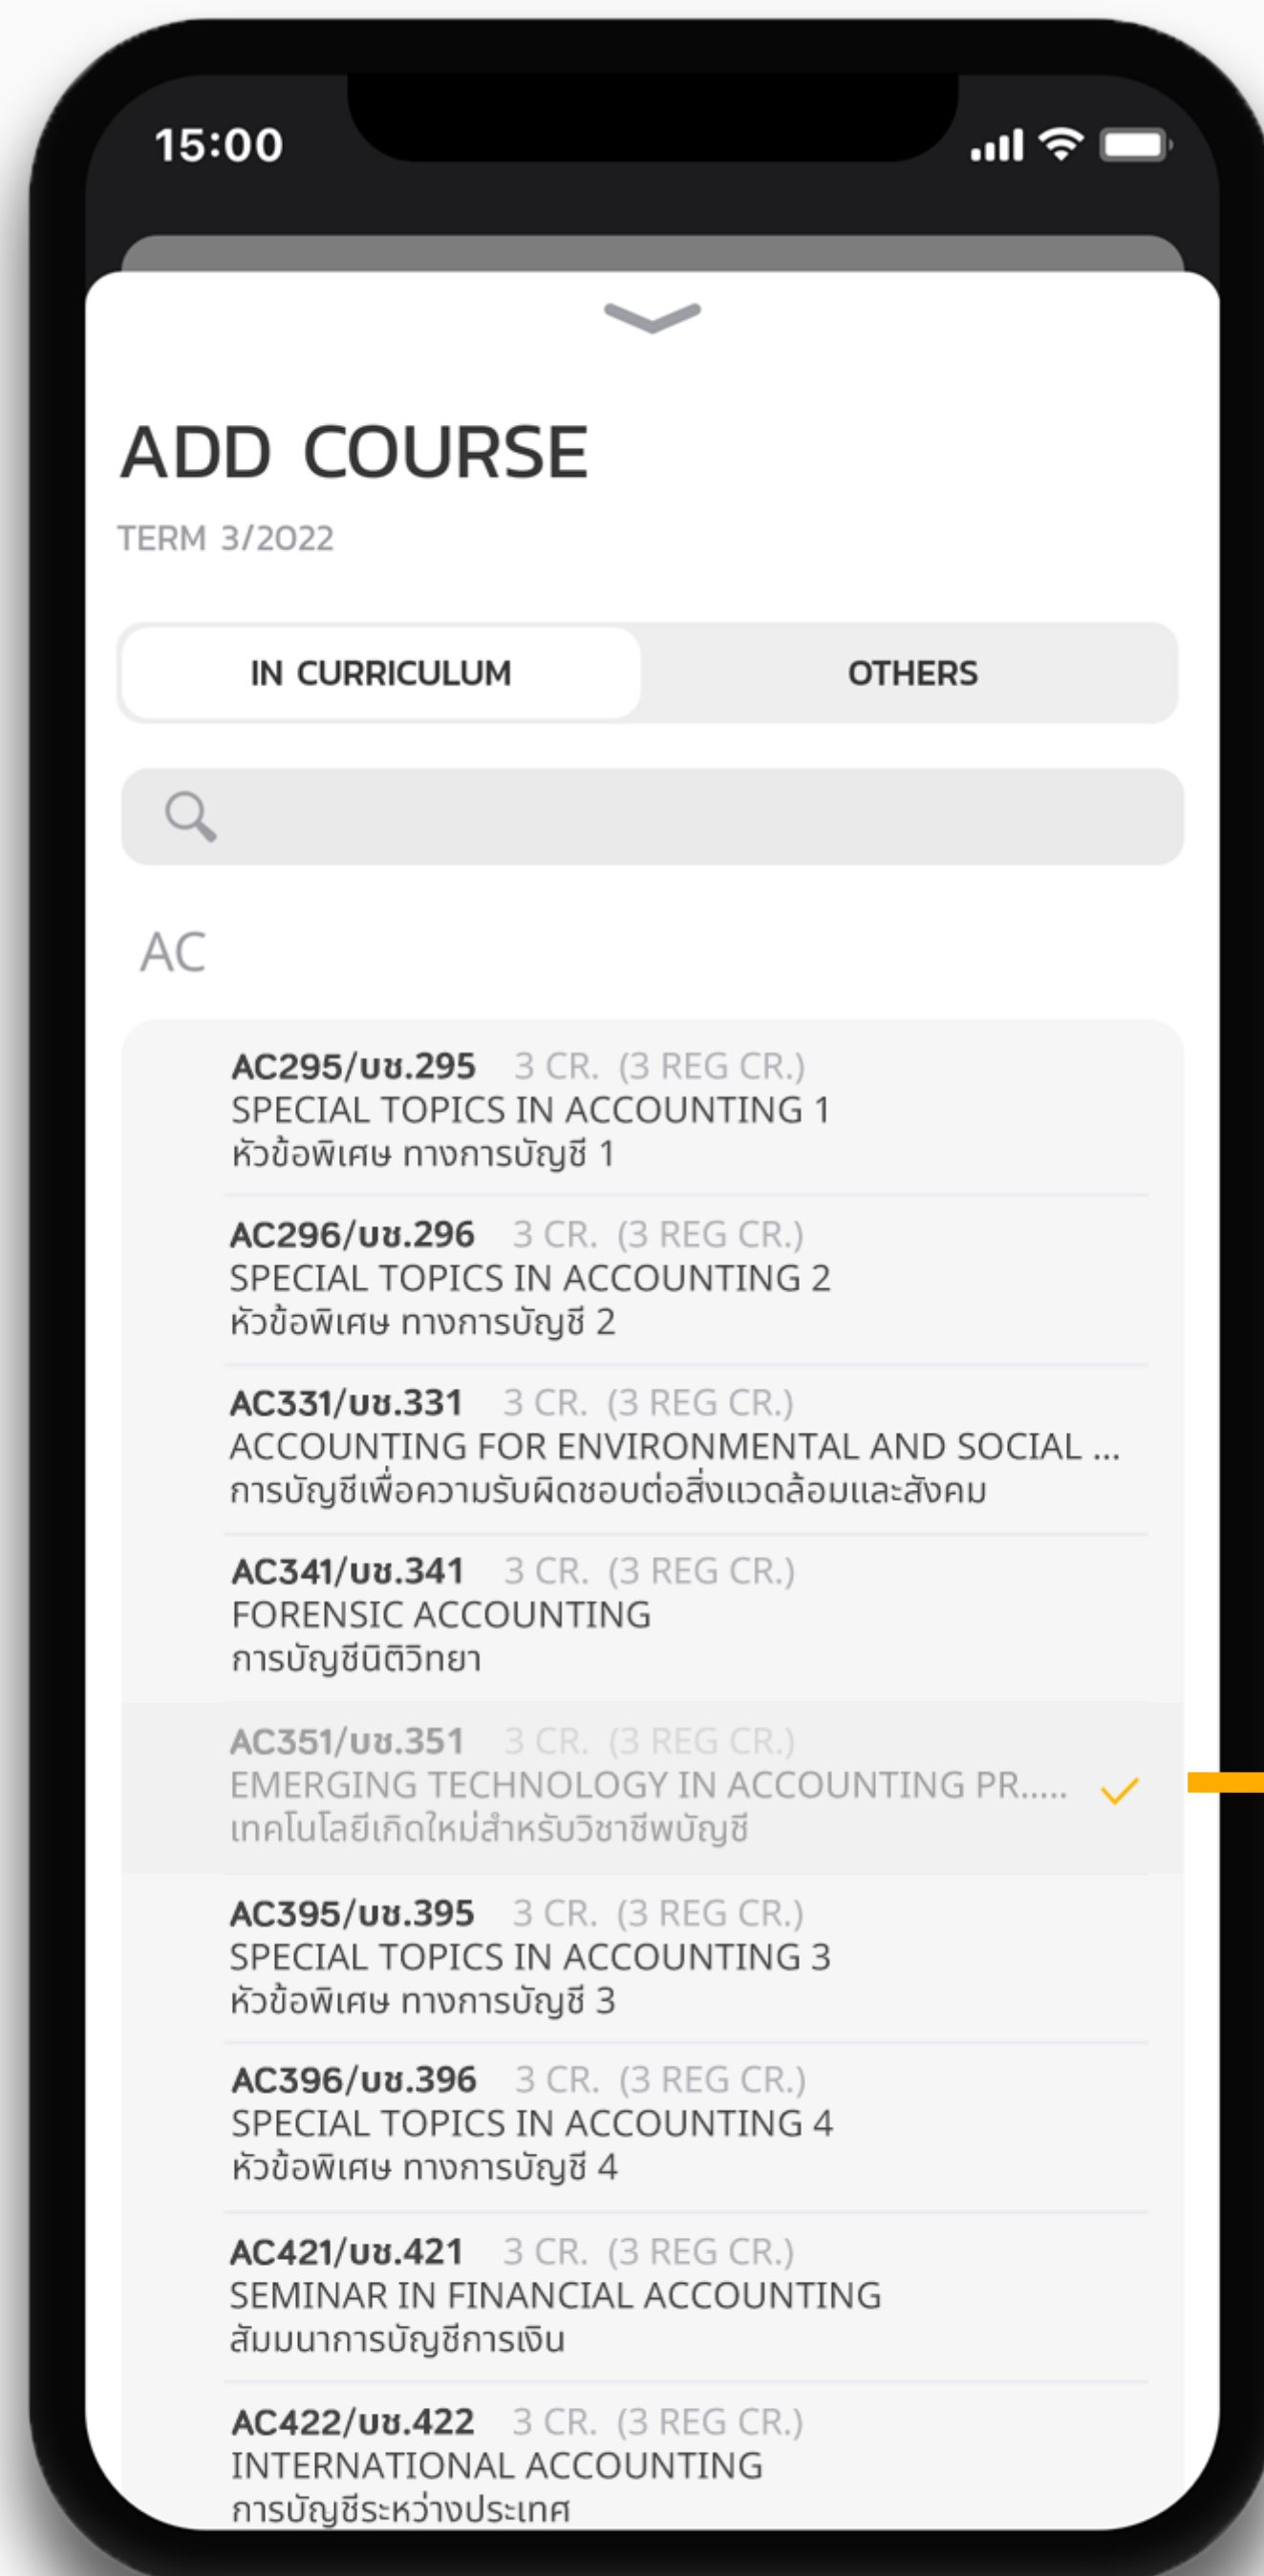 15:00
ADD COURSE
TERM 3/2022
IN CURRICULUM OTHERS
AC
AC295/บช.295 3 CR. (3 REG CR.)
SPECIAL TOPICS IN ACCOUNTING 1
หัวข้อพิเศษ ทางการบัญชี 1
AC296/บช.296 3 CR. (3 REG CR.)
SPECIAL TOPICS IN ACCOUNTING 2
หัวข้อพิเศษ ทางการบัญชี 2
AC331/บช.331 3 CR. (3 REG CR.)
ACCOUNTING FOR ENVIRONMENTAL AND SOCIAL ...
การบัญชีเพื่อความรับผิดชอบต่อสิ่งแวดล้อมและสังคม
AC341/บช.341 3 CR. (3 REG CR.)
FORENSIC ACCOUNTING
การบัญชีนิติวิทยา
AC351/บช.351 3 CR. (3 REG CR.)
EMERGING TECHNOLOGY IN ACCOUNTING PR.....
เทคโนโลยีเกิดใหม่สำหรับวิชาชีพบัญชี
AC395/บช.395 3 CR. (3 REG CR.)
SPECIAL TOPICS IN ACCOUNTING 3
หัวข้อพิเศษ ทางการบัญชี 3
AC396/บช.396 3 CR. (3 REG CR.)
SPECIAL TOPICS IN ACCOUNTING 4
หัวข้อพิเศษ ทางการบัญชี 4
AC421/บช.421 3 CR. (3 REG CR.)
SEMINAR IN FINANCIAL ACCOUNTING
สัมมนาการบัญชีการเงิน
AC422/บช.422 3 CR. (3 REG CR.)
INTERNATIONAL ACCOUNTING
การบัญชีระหว่างประเทศ